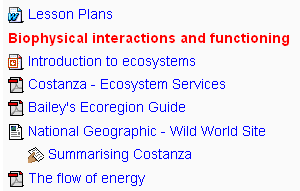 Lesson Plans
Biophysical interactions and functioning
Introduction to ecosystems
Costanza - Ecosystem Services
Bailey's Ecoregion Guide
National Geographic - Wild World Site
Summarising Costanza
The flow of energy